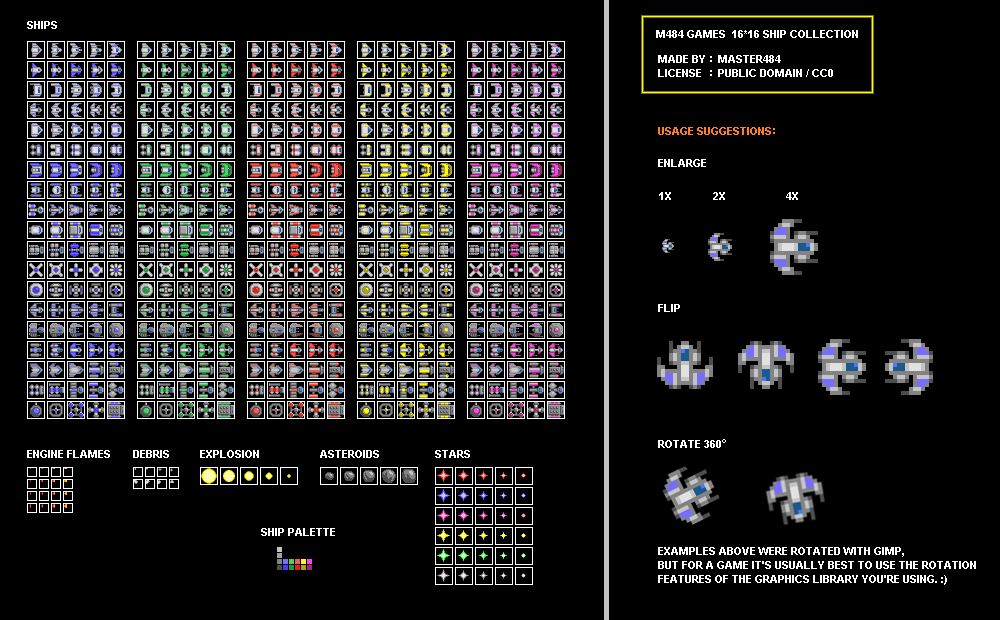 SHIPS
ENGINE FLAMES
DEBRIS
EXPLOSION
ASTEROIDS
STARS
SHIP PALETTE
M484 GAMES 16*16 SHIP COLLECTION
MADE BY : MASTER484
LICENSE : PUBLIC DOMAIN / CC0
USAGE SUGGESTIONS:
ENLARGE
1X 2X 4X
FLIP
ROTATE 360°
EXAMPLES ABOVE WERE ROTATED WITH GIMP,
BUT FOR A GAME IT'S USUALLY BEST TO USE THE ROTATION
FEATURES OF THE GRAPHICS LIBRARY YOU'RE USING. :)